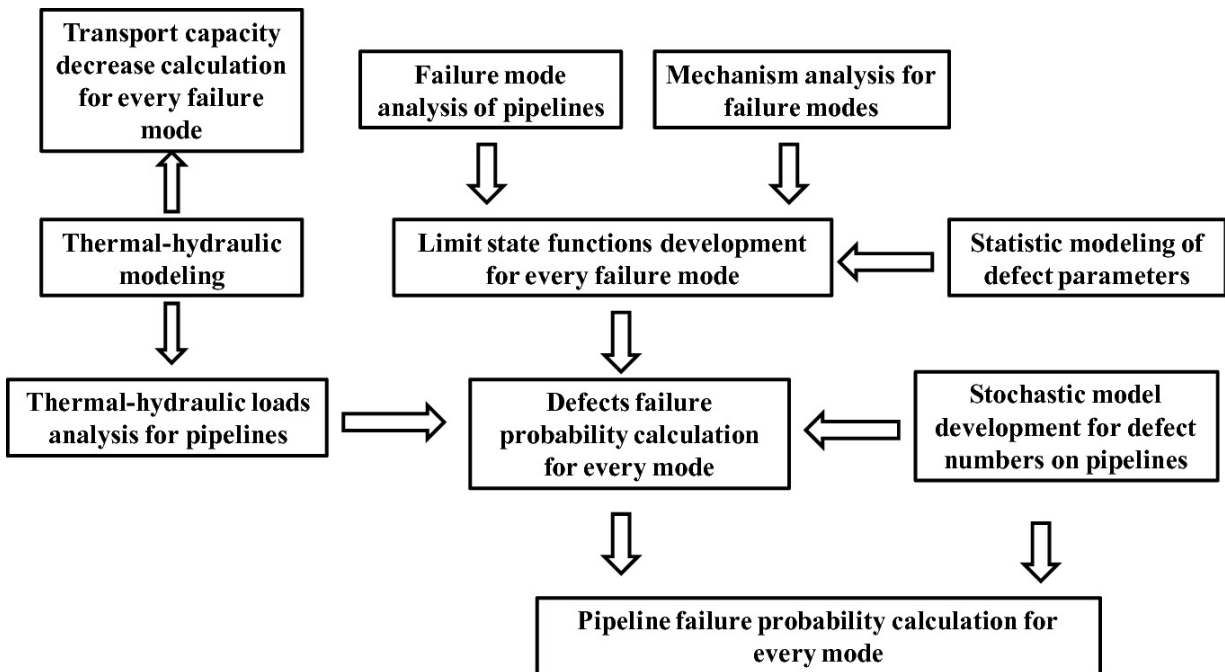 Transport capacity
decrease calculation
for every failure
mode
Failure mode
analysis of pipelines
Mechanism analysis for
failure modes
Thermal-hydraulic
modeling
Limit state functions development
for every failure mode
Statistic modeling of
defect parameters
Thermal-hydraulic loads
analysis for pipelines
Defects failure
probability calculation
for every mode
Stochastic model
development for defect
numbers on pipelines
Pipeline failure probability calculation for
every mode